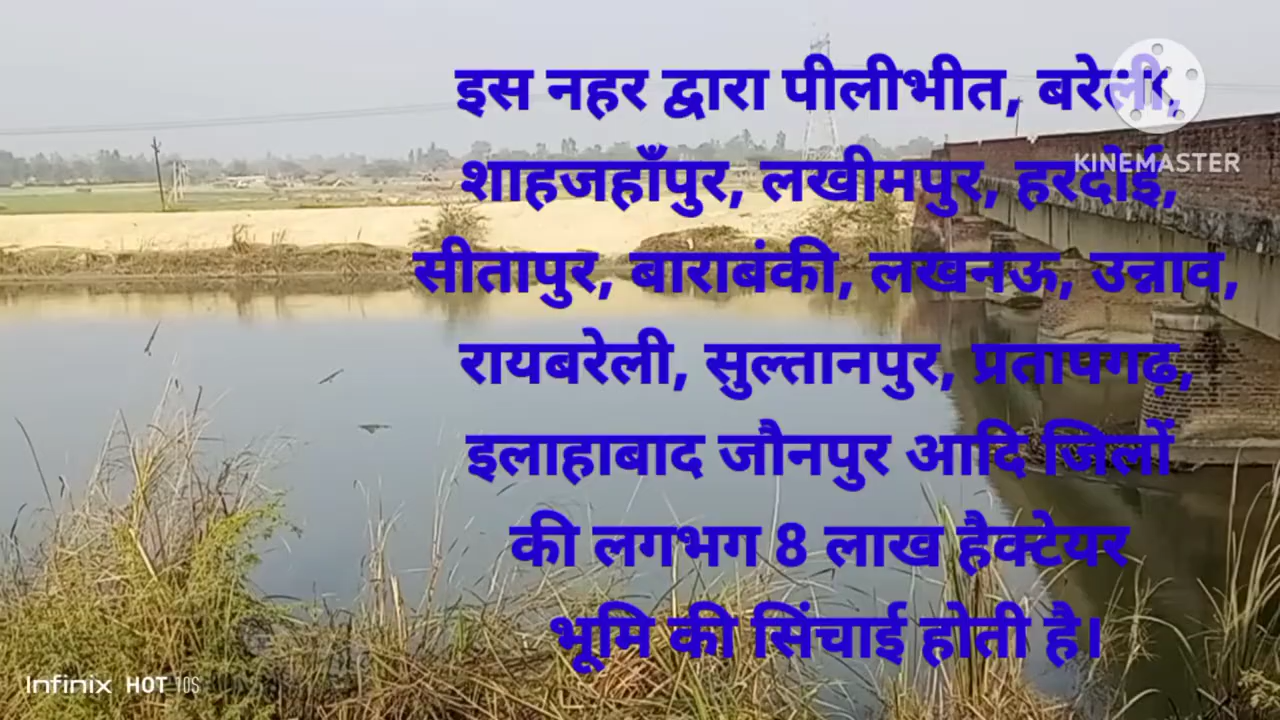 इस नहर द्वारा पीलीभीत, बरेली,
KINEMASTER
शाहजहाँपुर, लखीमपुर, हरदोई,
सीतापुर, बाराबंकी, लखनऊ, उन्नाव,
रायबरेली, सुल्तानपुर, प्रतापगढ़,
इलाहाबाद जौनपुर आदि जिलों
की लगभग 8 लाख हैक्टेयर
भूमि की सिंचाई होती है।
Infinix HOT 10S